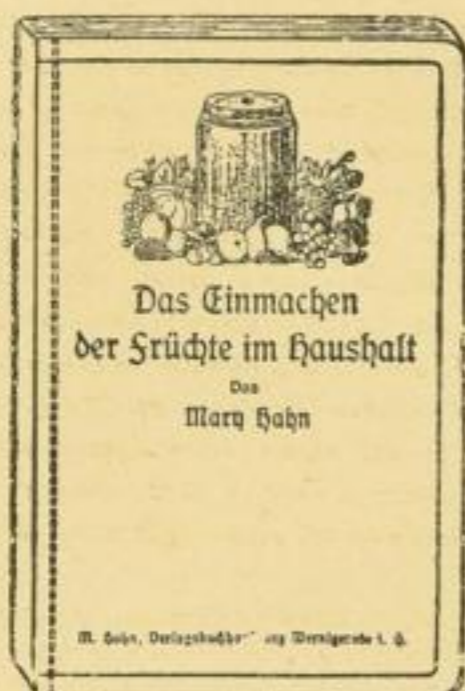 Das Einmachen
der Früchte im Haushalt
Von
Mary Hahn
M. Hahn, Wernigerode i. H.